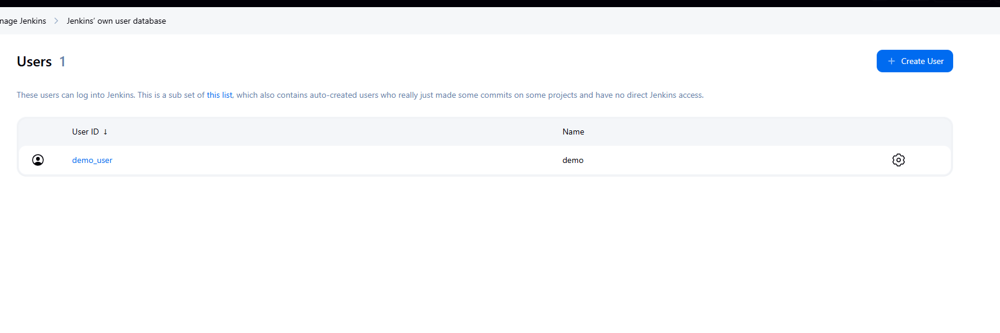 nage Jenkins > Jenkins’ own user database
Users 1
+ Create User
These users can log into Jenkins. This is a sub set of this list, which also contains auto-created users who really just made some commits on some projects and have no direct Jenkins access.
User ID ↓ Name
demo_user demo